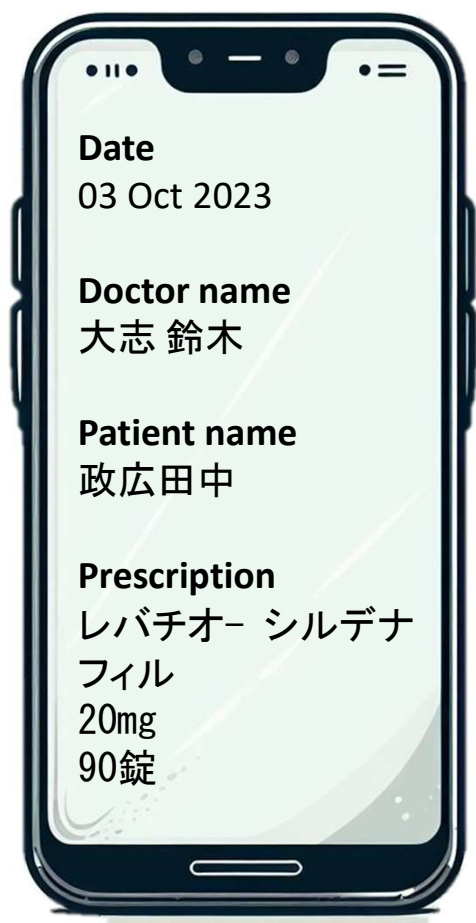 Date
03 Oct 2023
Doctor name
大志 鈴木
Patient name
政広田中
Prescription
レバチオ− シルデナ
フィル
20mg
90錠